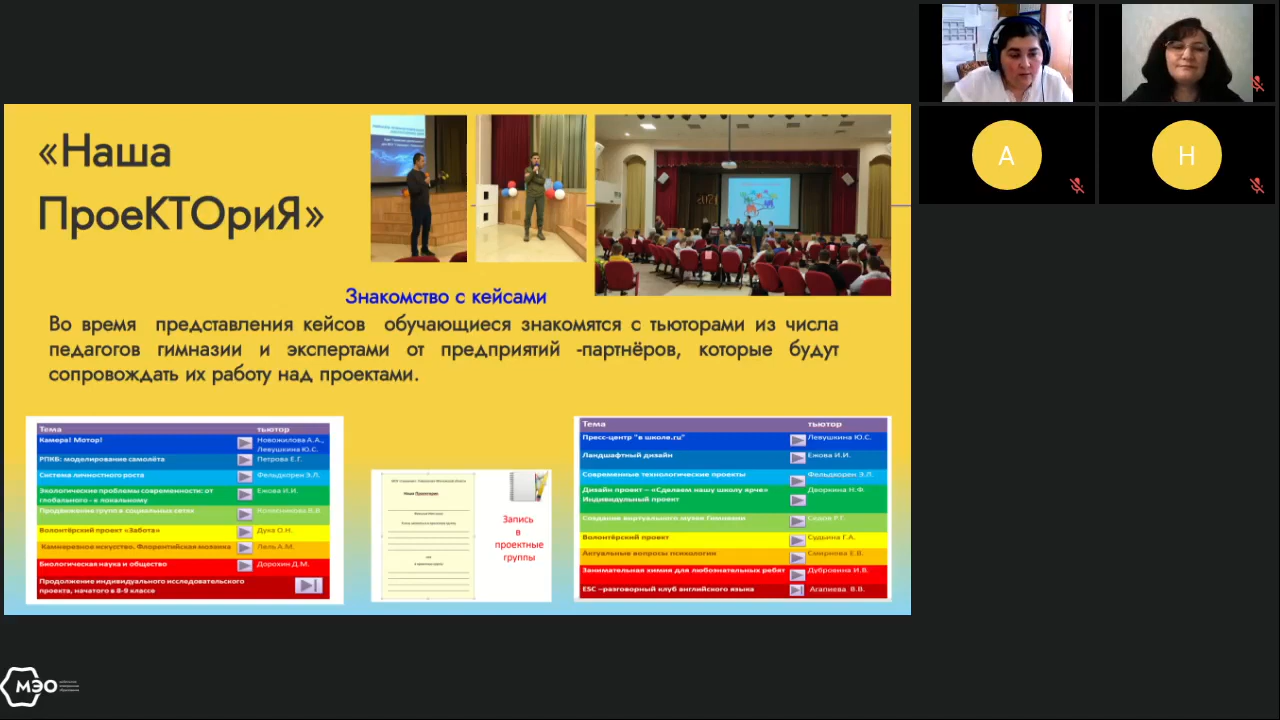 «Наша
ПроеКТОриЯ»
Знакомство с кейсами
Во время представления кейсов обучающиеся знакомятся с тьюторами из числа
педагогов гимназии и экспертами от предприятий -партнёров, которые будут
сопровождать их работу над проектами.
Тема тьютор
Камера! Мотор! Новожилова А.А.,
Левушкина Ю.С.
РПКБ: моделирование самолёта Петрова Е.Г.
Система личностного роста Фельдкорен Э.Л.
Экологические проблемы современности: от
глобального - к локальному Ежова И.И.
Продвижение групп в социальных сетях
Волонтёрский проект «Забота» Дука О.Н.
Камнерезное искусство. Флорентийская мозаика Лель А.М.
Биологическая наука и общество Дорохин Д.М.
Продолжение индивидуального исследовательского
проекта, начатого в 8-9 классе
Наша Проектория
Запись
в
проектные
группы
Тема тьютор
Пресс-центр "в школе.ru" Левушкина Ю.С.
Ландшафтный дизайн Ежова И.И.
Современные технологические проекты Фельдкорен Э.Л.
Дизайн проект – «Сделаем нашу школу ярче» Дворкина Н.Ф.
Индивидульный проект
Создание виртуального музея Гимназии Седов Р.Г.
Волонтёрский проект Судьина Г.А.
Актуальные вопросы психологии Смирнова Е.В.
Занимательная химия для любознательных ребят Дубровина И.В.
ESC –разговорный клуб английского языка Агапиева В.В.
А
Н
МЭО